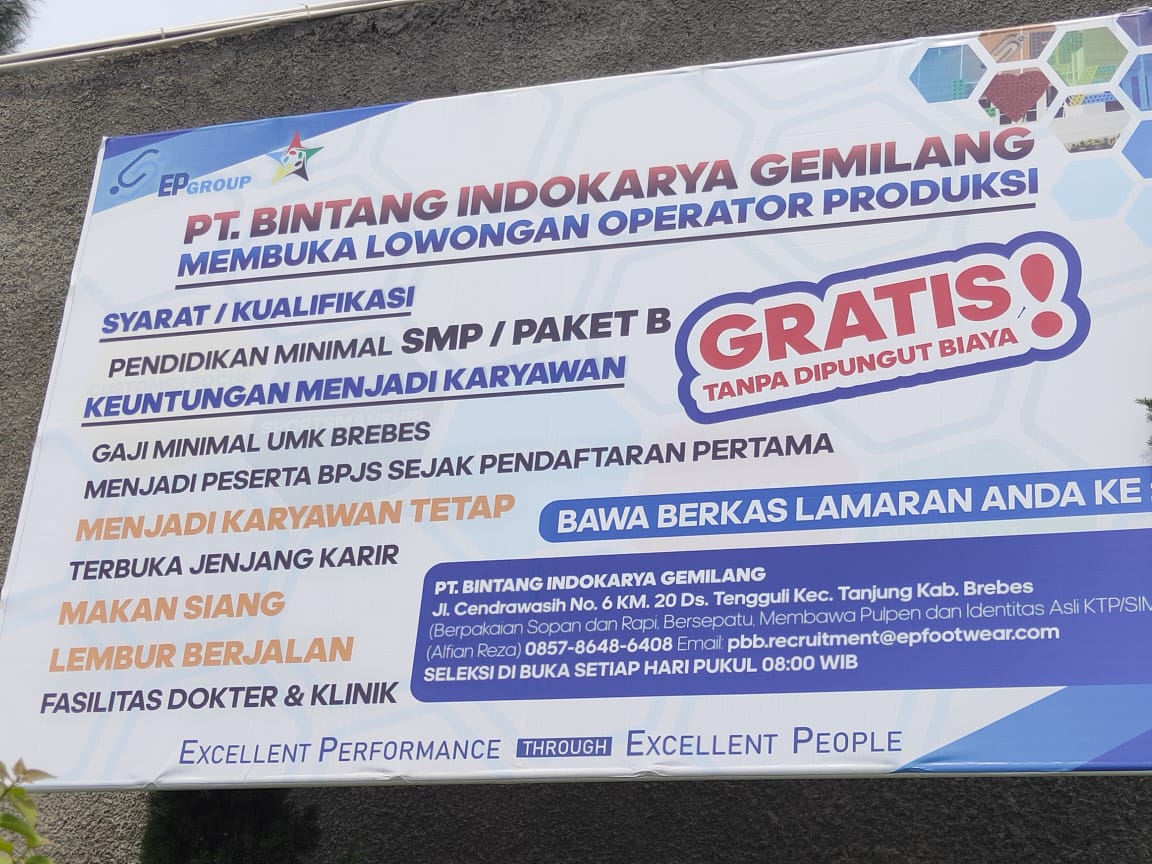 EP GROUP
PT. BINTANG INDOKARYA GEMILANG
MEMBUKA LOWONGAN OPERATOR PRODUKSI
SYARAT / KUALIFIKASI
PENDIDIKAN MINIMAL SMP / PAKET B
GRATIS!
TANPA DIPUNGUT BIAYA
KEUNTUNGAN MENJADI KARYAWAN
GAJI MINIMAL UMK BREBES
MENJADI PESERTA BPJS SEJAK PENDAFTARAN PERTAMA
MENJADI KARYAWAN TETAP
TERBUKA JENJANG KARIR
MAKAN SIANG
LEMBUR BERJALAN
FASILITAS DOKTER & KLINIK
BAWA BERKAS LAMARAN ANDA KE :
PT. BINTANG INDOKARYA GEMILANG
Jl. Cendrawasih No. 6 KM. 20 Ds. Tengguli Kec. Tanjung Kab. Brebes
(Berpakaian Sopan dan Rapi, Bersepatu, Membawa Pulpen dan Identitas Asli KTP/SIM
(Alfian Reza) 0857-8648-6408 Email: pbb.recruitment@epfootwear.com
SELEKSI DI BUKA SETIAP HARI PUKUL 08:00 WIB
EXCELLENT PERFORMANCE THROUGH EXCELLENT PEOPLE